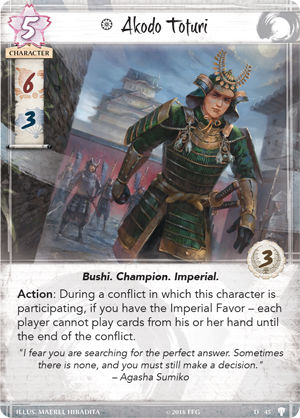 5
Akodo Toturi
CHARACTER
6
3
3
Bushi. Champion. Imperial.
Action: During a conflict in which this character is
participating, if you have the Imperial Favor – each
player cannot play cards from his or her hand until
the end of the conflict.
"I fear you are searching for the perfect answer. Sometimes
there is none, and you must still make a decision."
– Agasha Sumiko
ILLUS. MAEREL HIBADITA
©2018 FFG
D 45